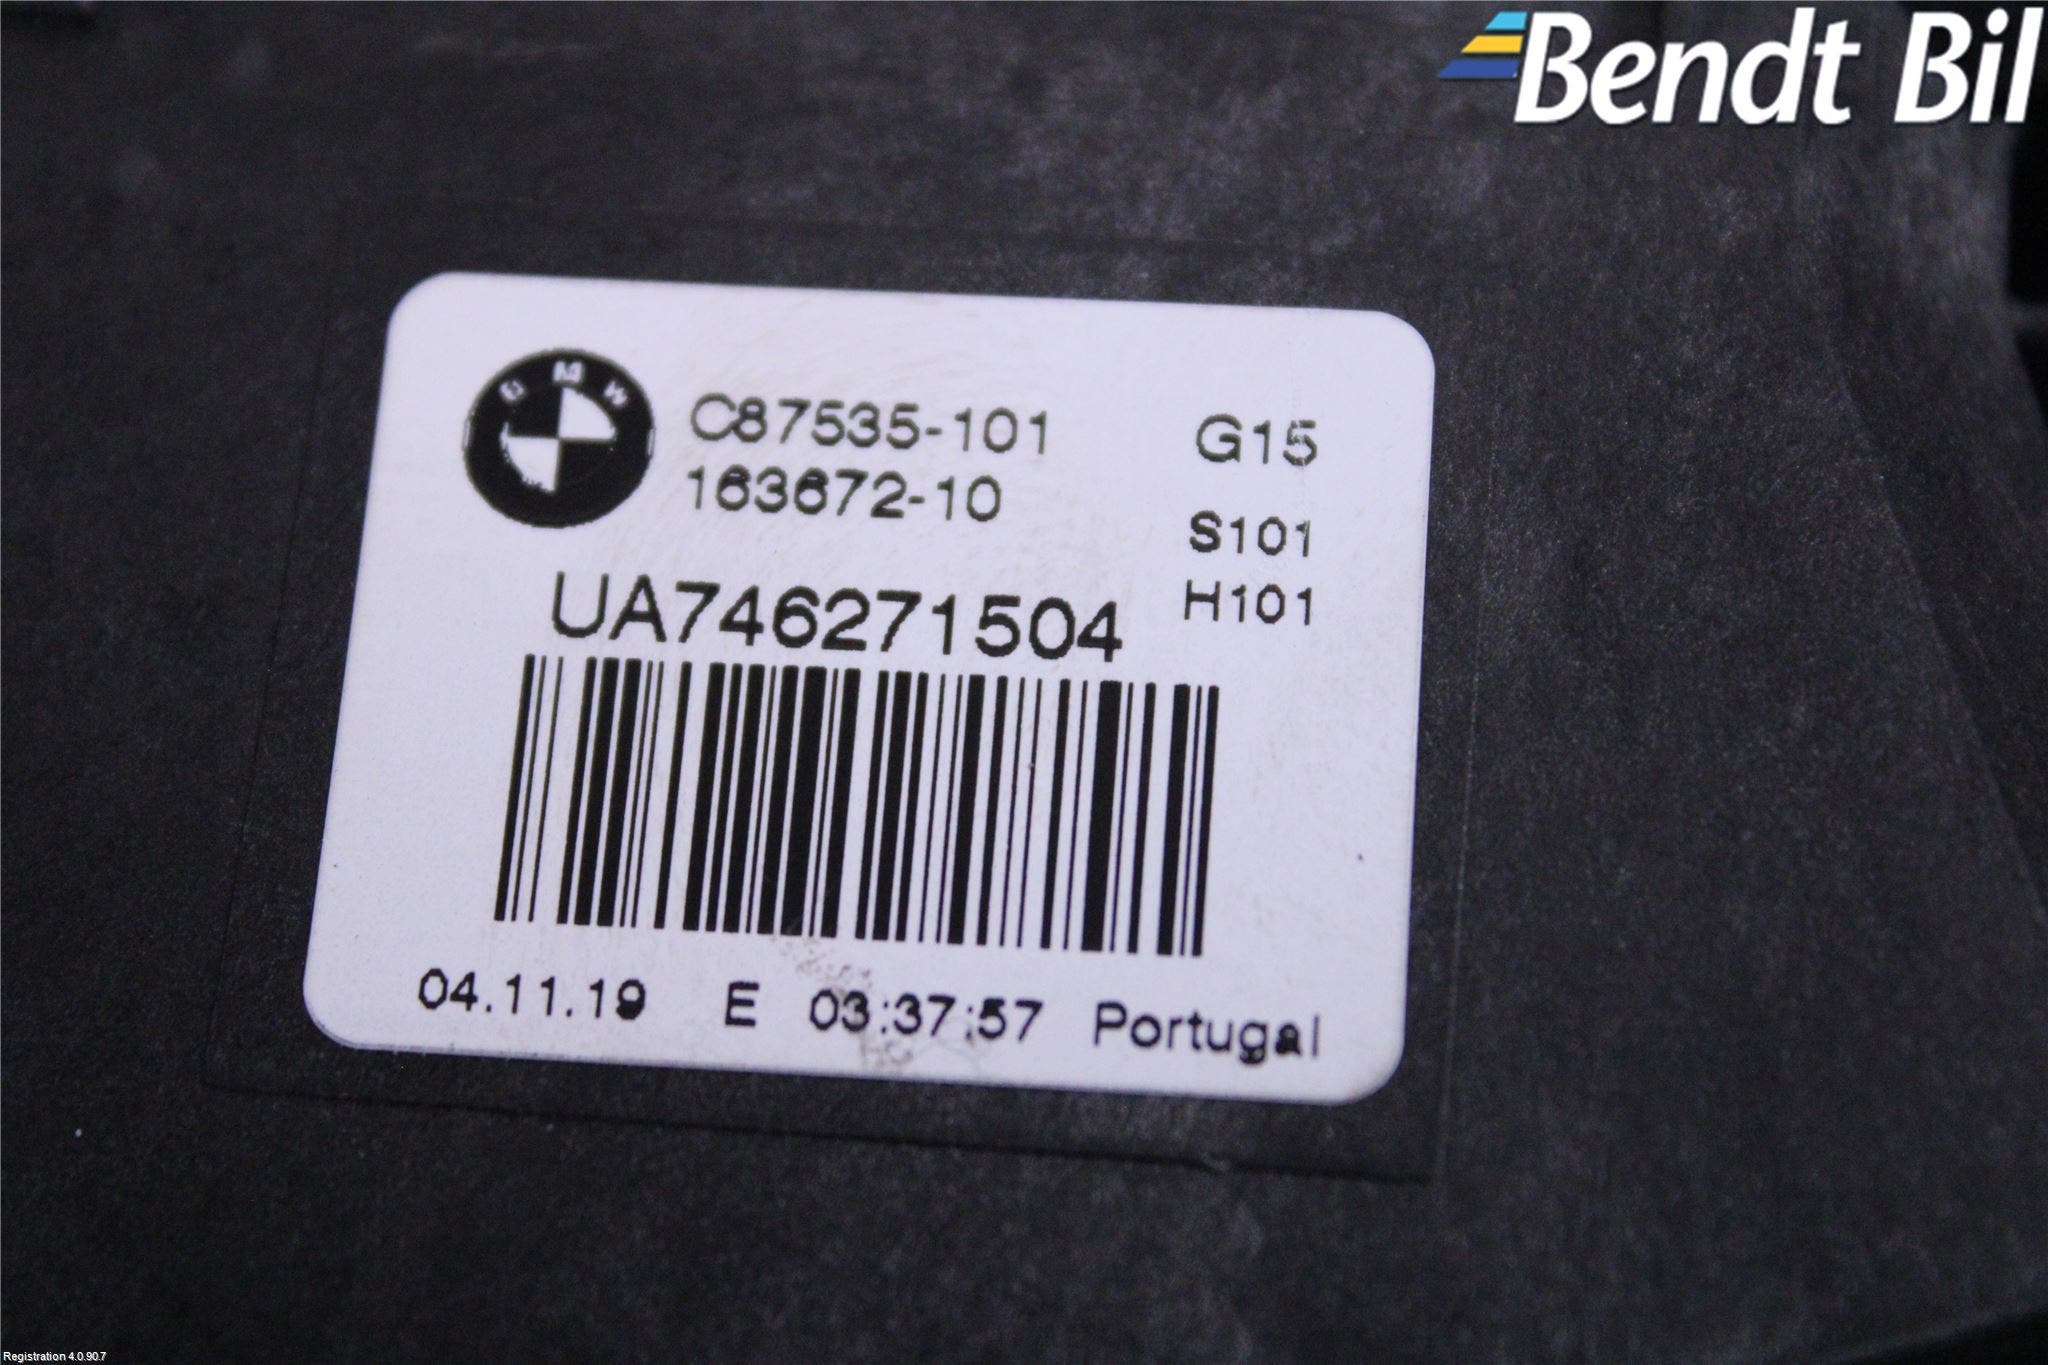 Bendt Bil
BMW
C87535-101
163672-10
G15
S101
H101
UA746271504
04.11.19 E 03:37:57 Portugal
Registration 4.0.90.7